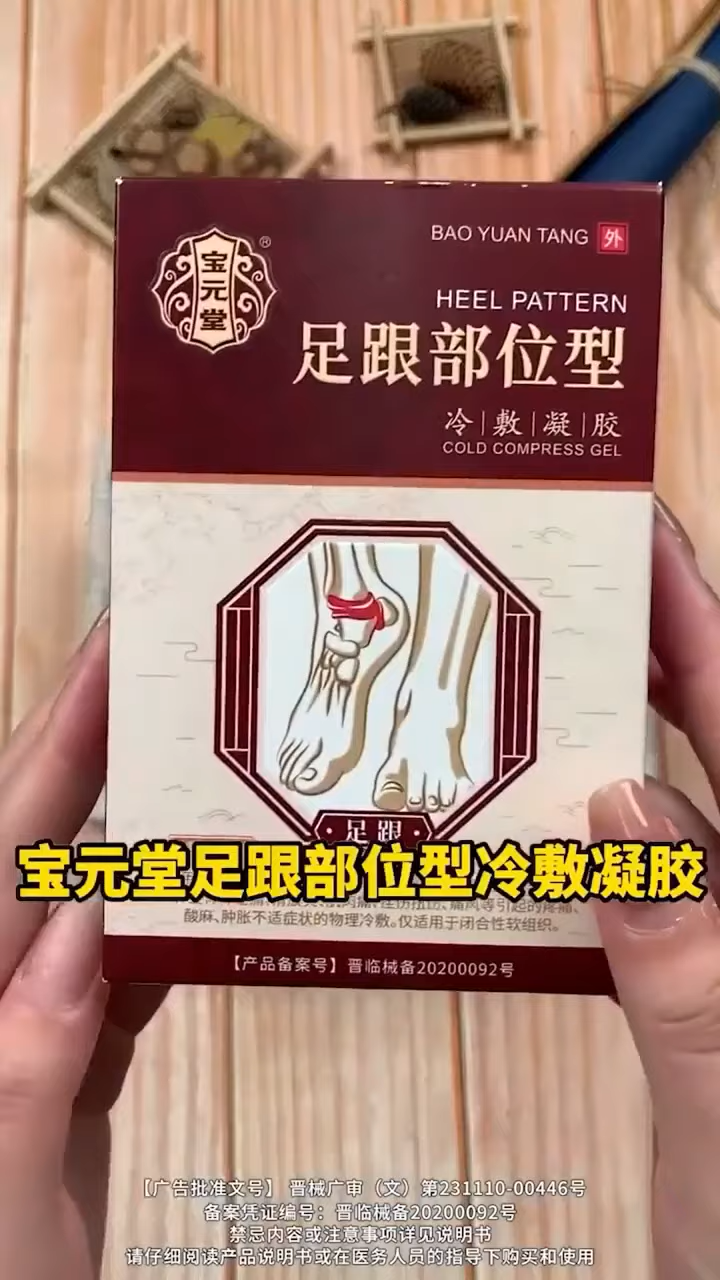 宝元堂
®
BAO YUAN TANG 外
HEEL PATTERN
足跟部位型
冷|敷|凝|胶
COLD COMPRESS GEL
足跟
宝元堂足跟部位型冷敷凝胶
痛风等引起的疼痛、
酸麻、肿胀不适症状的物理冷敷。仅适用于闭合性软组织。
【产品备案号】晋临械备20200092号
【广告批准文号】 晋械广审（文）第231110-00446号
备案凭证编号：晋临械备20200092号
禁忌内容或注意事项详见说明书
请仔细阅读产品说明书或在医务人员的指导下购买和使用